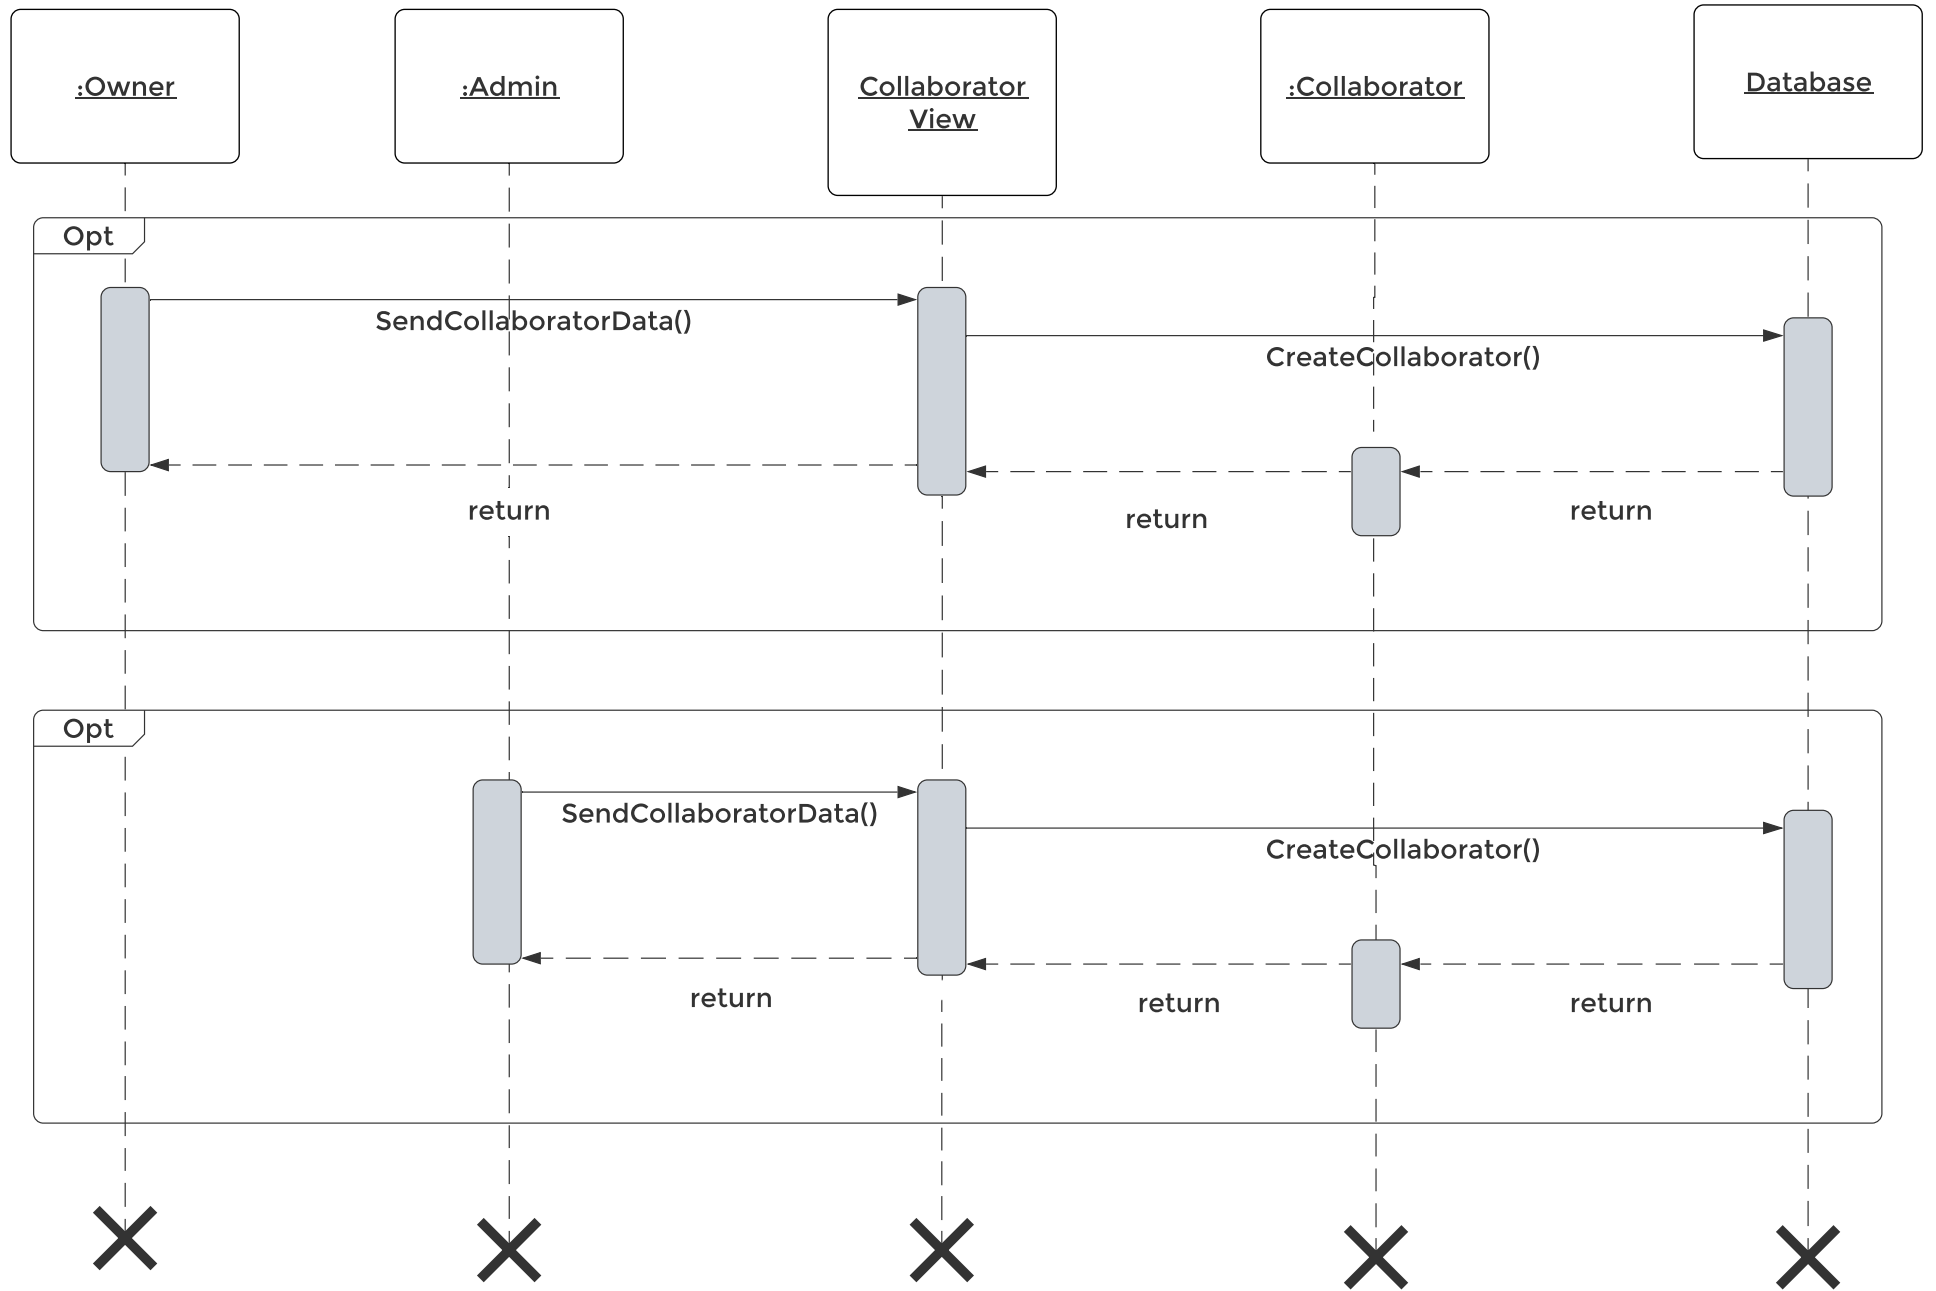 :Owner
:Admin
Collaborator
View
:Collaborator
Database
Opt
SendCollaboratorData()
CreateCollaborator()
return
return
return
Opt
SendCollaboratorData()
CreateCollaborator()
return
return
return